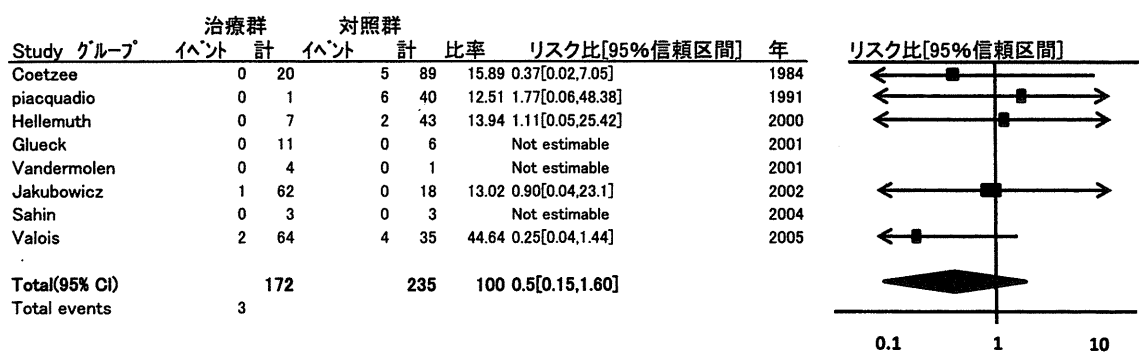 治療群 対照群
Study グループ イベント 計 イベント 計 比率 リスク比[95%信頼区間] 年 リスク比[95%信頼区間]
Coetzee 0 20 5 89 15.89 0.37[0.02,7.05] 1984
piacquadio 0 1 6 40 12.51 1.77[0.06,48.38] 1991
Hellemuth 0 7 2 43 13.94 1.11[0.05,25.42] 2000
Glueck 0 11 0 6 Not estimable 2001
Vandermolen 0 4 0 1 Not estimable 2001
Jakubowicz 1 62 0 18 13.02 0.90[0.04,23.1] 2002
Sahin 0 3 0 3 Not estimable 2004
Valois 2 64 4 35 44.64 0.25[0.04,1.44] 2005
Total(95% CI) 172 235 100 0.5[0.15,1.60]
Total events 3
0.1 1 10